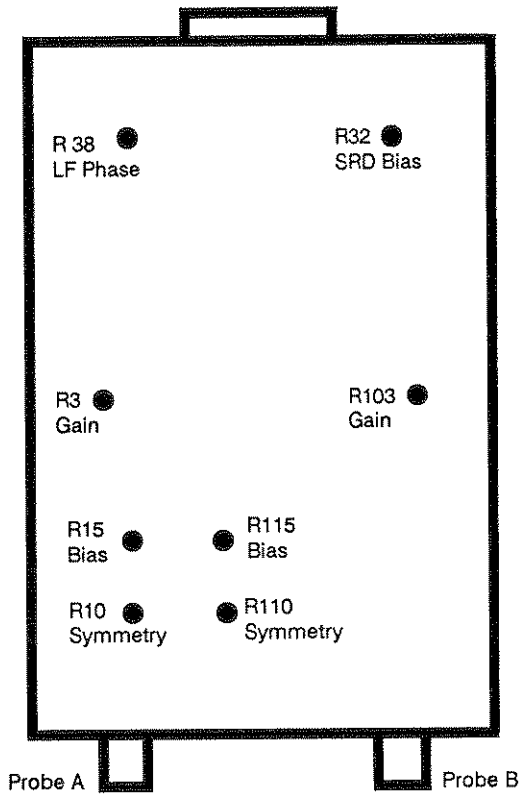 R 38
LF Phase
R32
SRD Bias
R3
Gain
R103
Gain
R15
Bias
R115
Bias
R10
Symmetry
R110
Symmetry
Probe A
Probe B